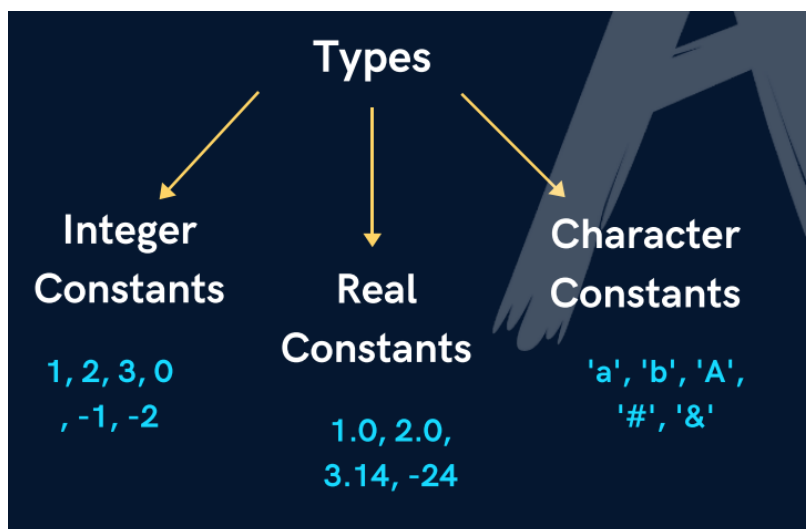 Types
Integer
Constants
1, 2, 3, 0
, -1, -2
Real
Constants
1.0, 2.0,
3.14, -24
Character
Constants
'a', 'b', 'A',
'#', '&'